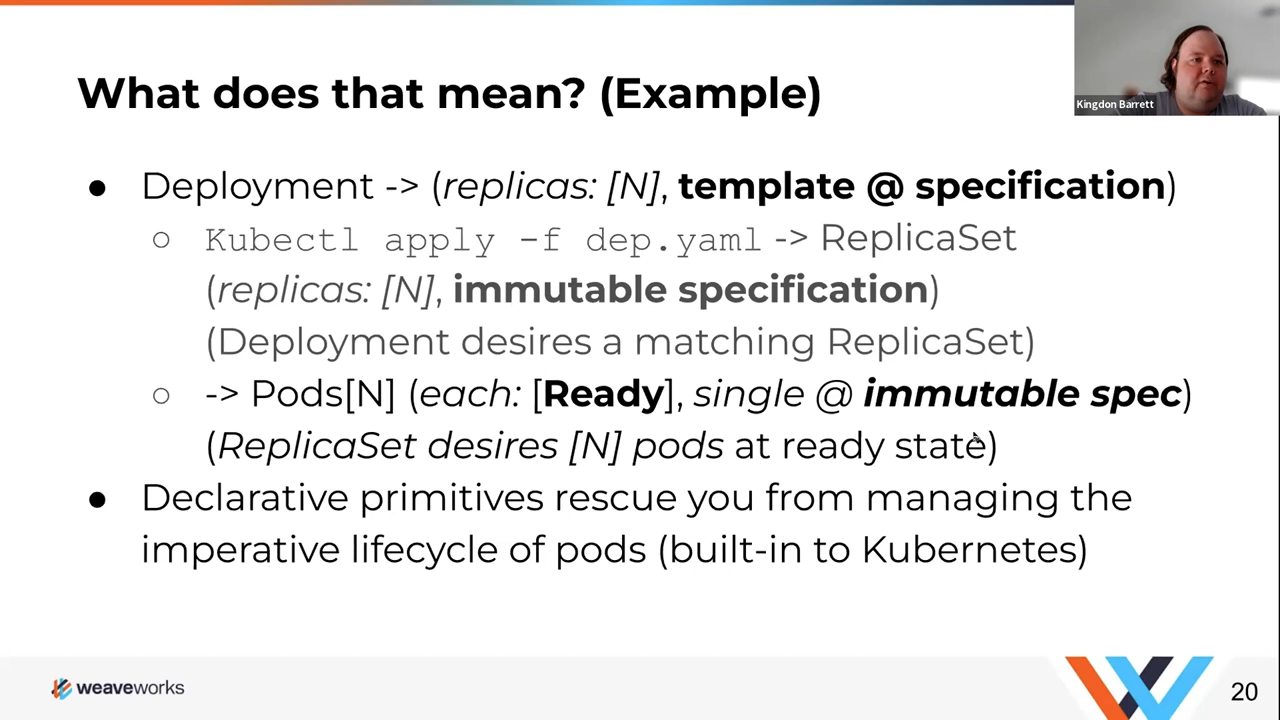 What does that mean? (Example)
Kingdon Barrett
● Deployment -> (replicas: [N], template @ specification)
○ Kubectl apply -f dep.yaml -> ReplicaSet
(replicas: [N], immutable specification)
(Deployment desires a matching ReplicaSet)
○ -> Pods[N] (each: [Ready], single @ immutable spec)
(ReplicaSet desires [N] pods at ready state)
● Declarative primitives rescue you from managing the
imperative lifecycle of pods (built-in to Kubernetes)
weaveworks
20